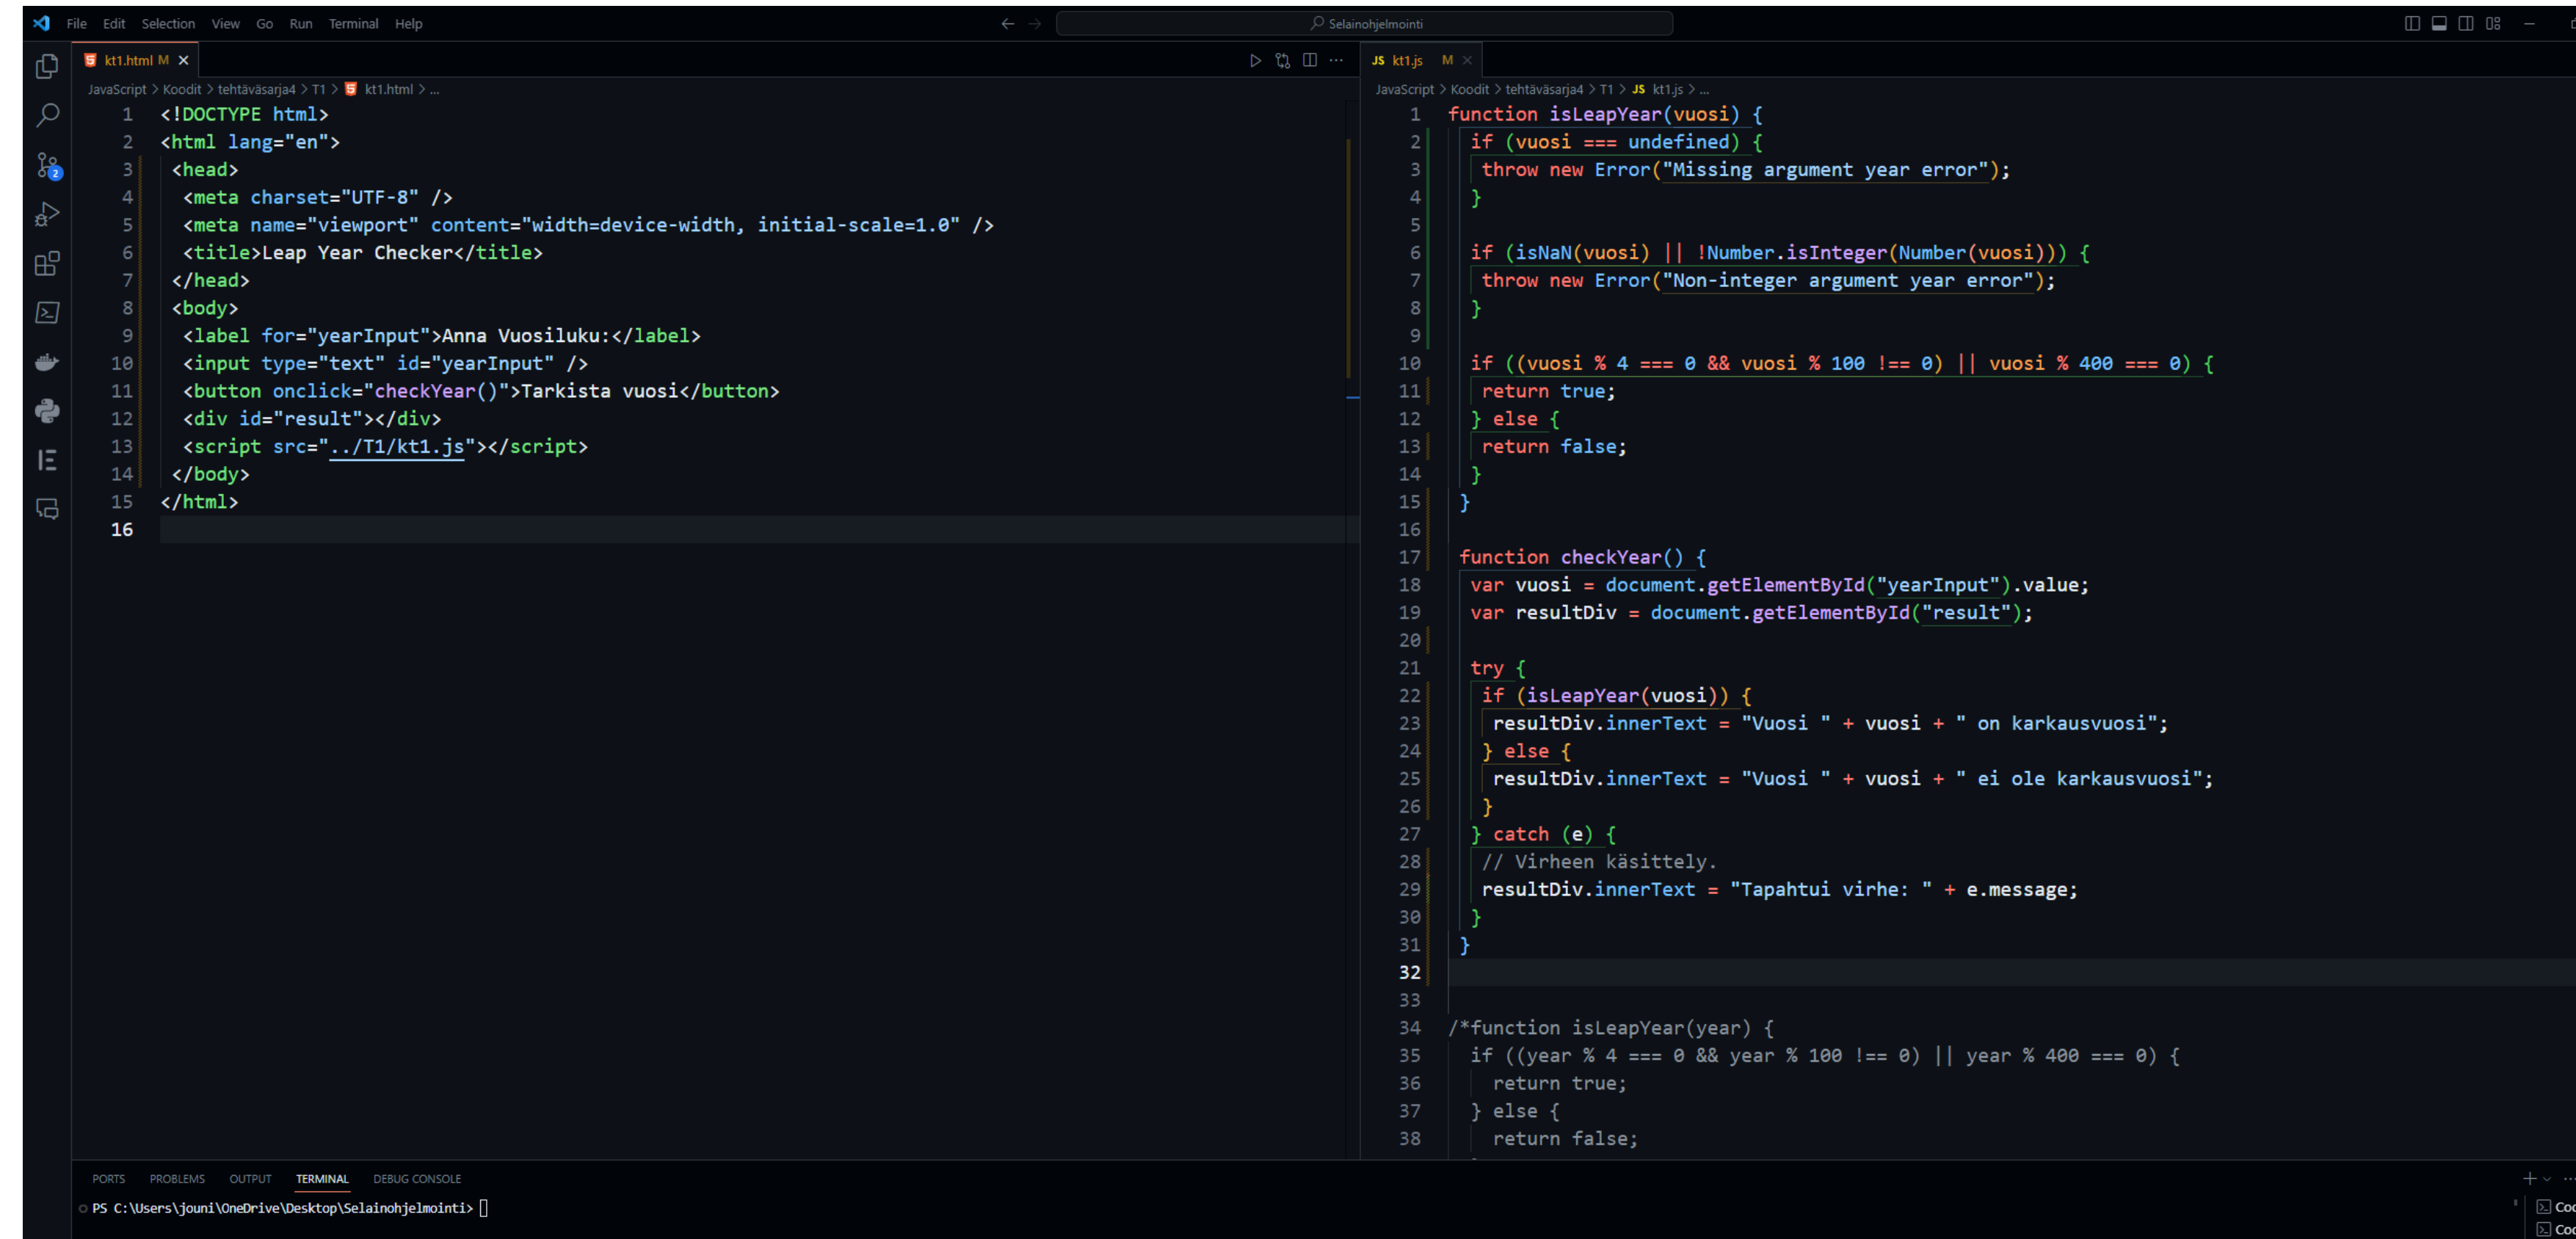 File Edit Selection View Go Run Terminal Help
Selainohjelmointi
kt1.html M
JavaScript > Koodit > tehtäväsarja4 > T1 > kt1.html > ...
1 <!DOCTYPE html>
2 <html lang="en">
3 <head>
4 <meta charset="UTF-8" />
5 <meta name="viewport" content="width=device-width, initial-scale=1.0" />
6 <title>Leap Year Checker</title>
7 </head>
8 <body>
9 <label for="yearInput">Anna Vuosiluku:</label>
10 <input type="text" id="yearInput" />
11 <button onclick="checkYear()">Tarkista vuosi</button>
12 <div id="result"></div>
13 <script src="../T1/kt1.js"></script>
14 </body>
15 </html>
16
2
JS kt1.js M
JavaScript > Koodit > tehtäväsarja4 > T1 > JS kt1.js > ...
1 function isLeapYear(vuosi) {
2 if (vuosi === undefined) {
3 throw new Error("Missing argument year error");
4 }
5
6 if (isNaN(vuosi) || !Number.isInteger(Number(vuosi))) {
7 throw new Error("Non-integer argument year error");
8 }
9
10 if ((vuosi % 4 === 0 && vuosi % 100 !== 0) || vuosi % 400 === 0) {
11 return true;
12 } else {
13 return false;
14 }
15 }
16
17 function checkYear() {
18 var vuosi = document.getElementById("yearInput").value;
19 var resultDiv = document.getElementById("result");
20
21 try {
22 if (isLeapYear(vuosi)) {
23 resultDiv.innerText = "Vuosi " + vuosi + " on karkausvuosi";
24 } else {
25 resultDiv.innerText = "Vuosi " + vuosi + " ei ole karkausvuosi";
26 }
27 } catch (e) {
28 // Virheen käsittely.
29 resultDiv.innerText = "Tapahtui virhe: " + e.message;
30 }
31 }
32
33
34 /*function isLeapYear(year) {
35 if ((year % 4 === 0 && year % 100 !== 0) || year % 400 === 0) {
36 return true;
37 } else {
38 return false;
PORTS PROBLEMS OUTPUT TERMINAL DEBUG CONSOLE
PS C:\Users\jouni\OneDrive\Desktop\Selainohjelmointi>